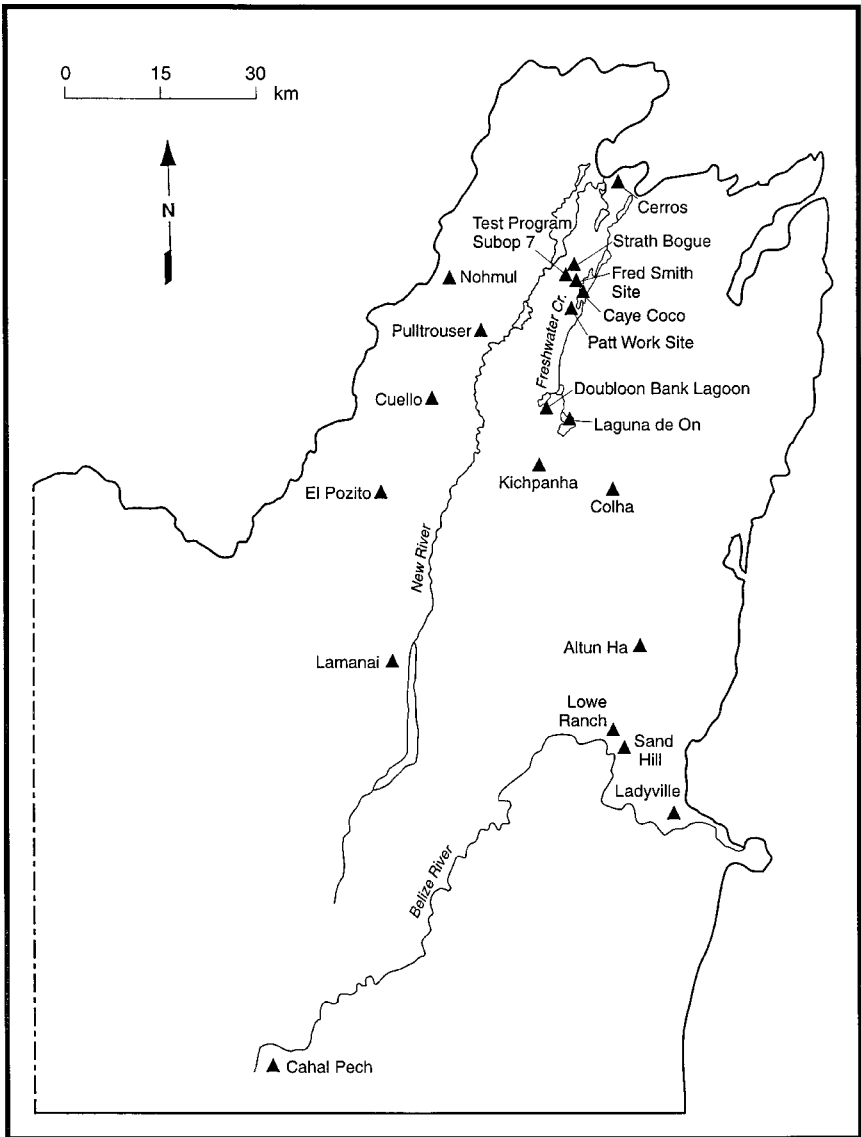 0 15 30
km
N
Cerros
Test Program
Subop 7
Strath Bogue
Nohmul
Fred Smith
Site
Caye Coco
Pulltrouser
Patt Work Site
Freshwater Cr.
Doubloon Bank Lagoon
Cuello
Laguna de On
Kichpanha
El Pozito
Colha
New River
Altun Ha
Lamanai
Lowe
Ranch
Sand
Hill
Ladyville
Belize River
Cahal Pech